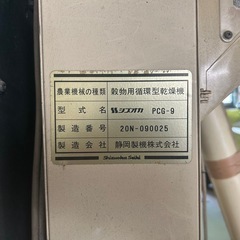 農業機械の種類 穀物用循環型乾燥機
型式名 シズオカ PCG-9
製造番号 20N-090025
製造会社 静岡製機株式会社
Shizuoka Seiki